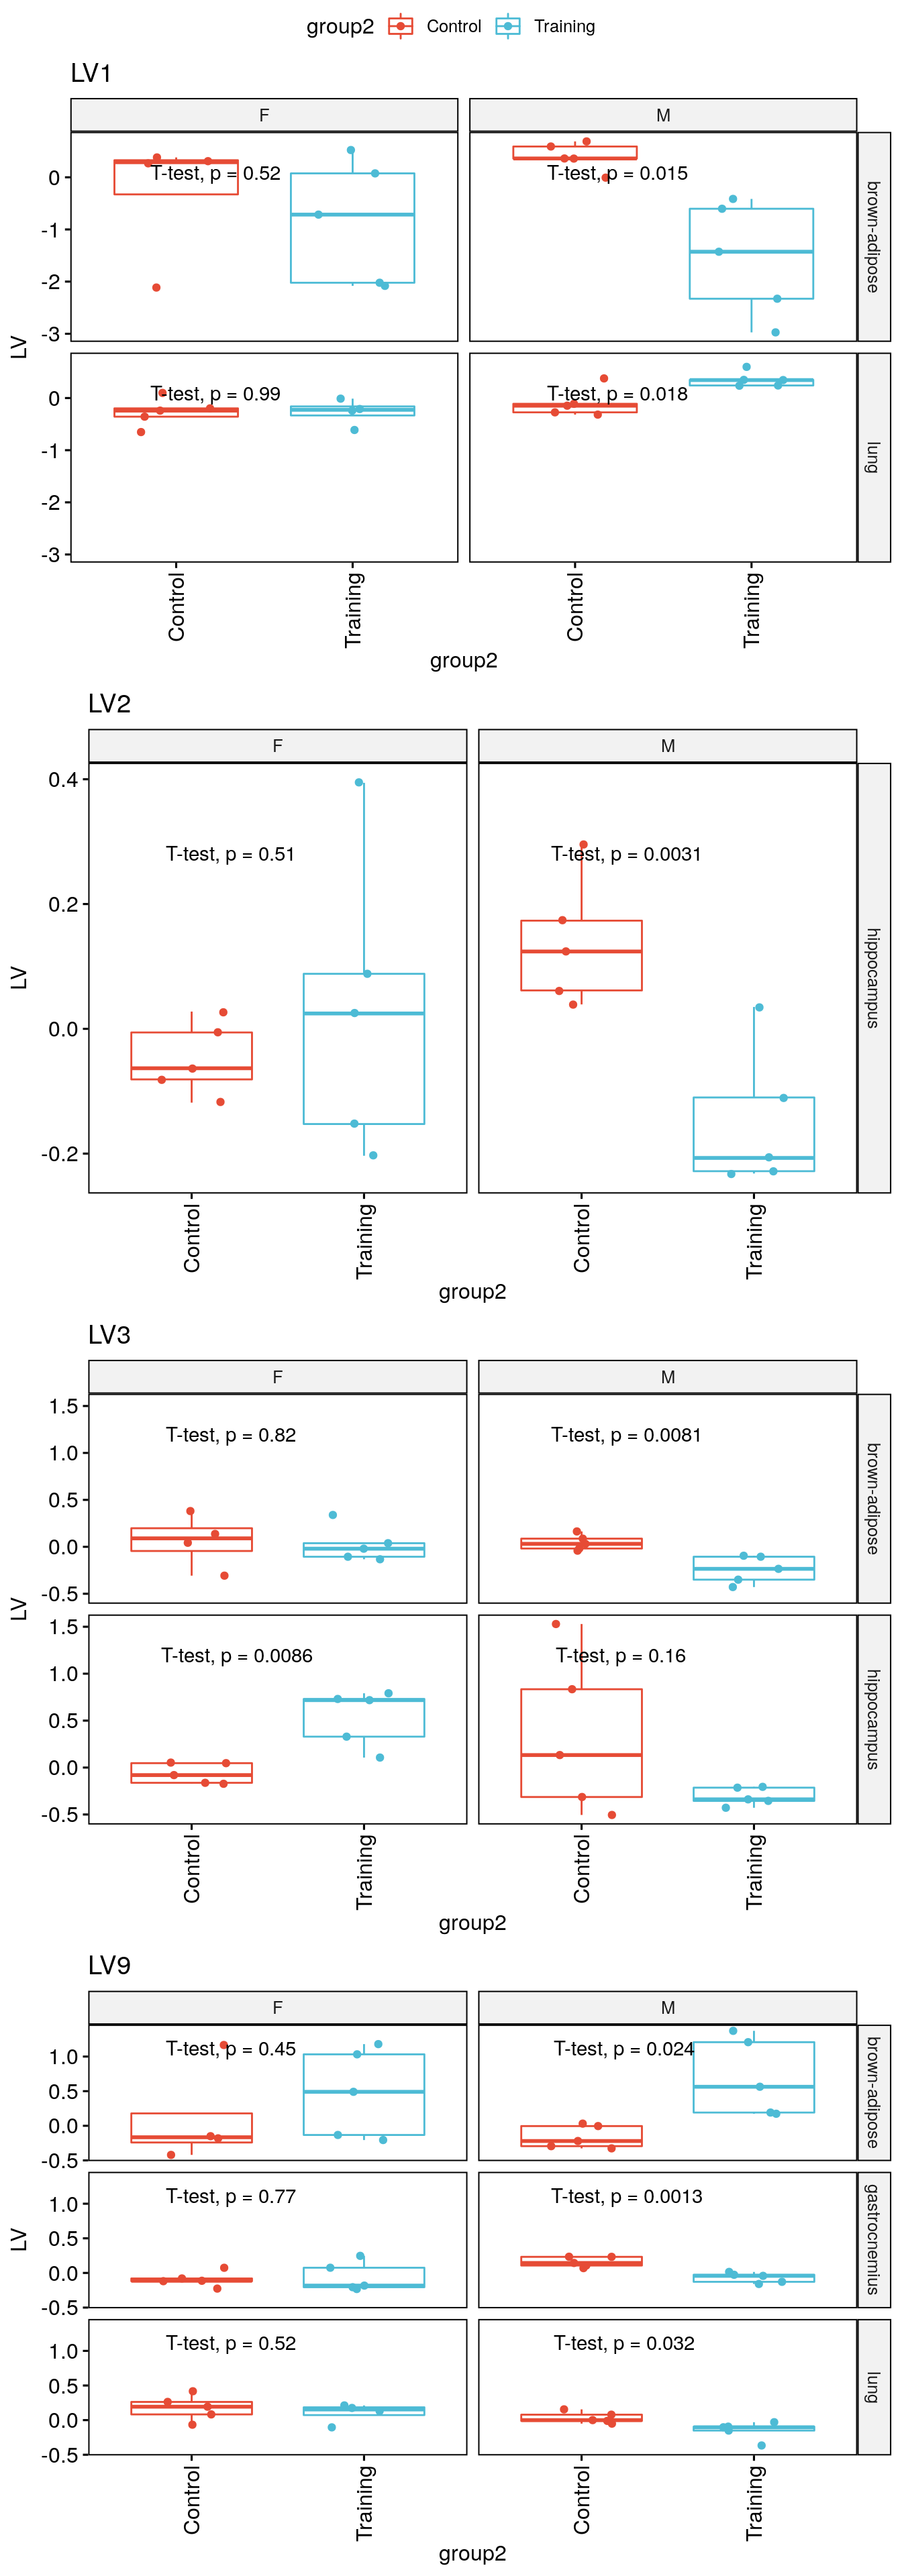 group2 Control Training
LV1
F M
T-test, p = 0.52 T-test, p = 0.015
0
-1
-2
-3
brown-adipose
LV
T-test, p = 0.99 T-test, p = 0.018
0
-1
-2
-3
lung
Control Training Control Training
group2
LV2
F M
0.4
T-test, p = 0.51 T-test, p = 0.0031
0.2
0.0
-0.2
LV
hippocampus
Control Training Control Training
group2
LV3
F M
1.5
T-test, p = 0.82 T-test, p = 0.0081
1.0
0.5
0.0
-0.5
brown-adipose
LV
1.5
T-test, p = 0.0086 T-test, p = 0.16
1.0
0.5
0.0
-0.5
hippocampus
Control Training Control Training
group2
LV9
F M
T-test, p = 0.45 T-test, p = 0.024
1.0
0.5
0.0
-0.5
brown-adipose
T-test, p = 0.77 T-test, p = 0.0013
1.0
0.5
0.0
-0.5
gastrocnemius
LV
T-test, p = 0.52 T-test, p = 0.032
1.0
0.5
0.0
-0.5
lung
Control Training Control Training
group2